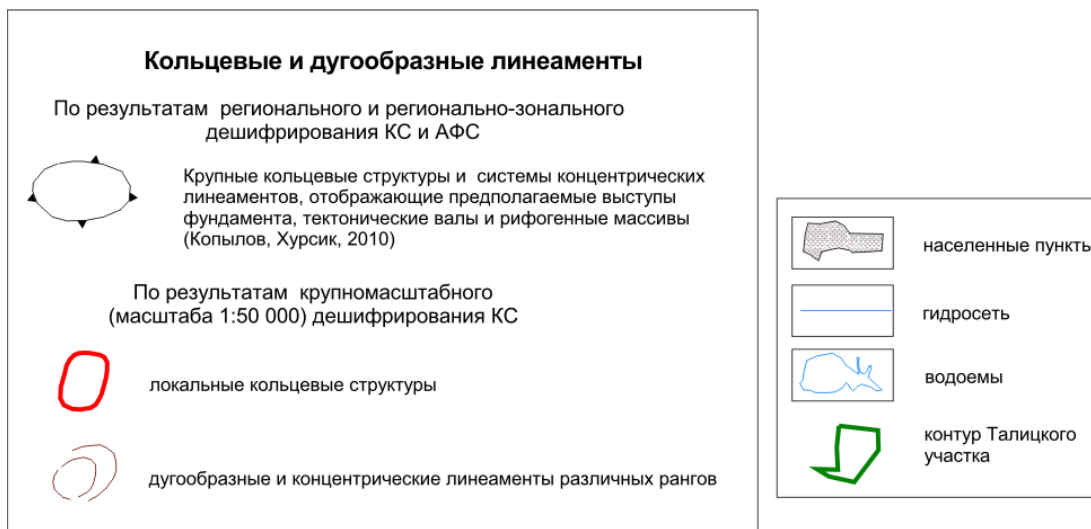 Кольцевые и дугообразные линеаменты
По результатам регионального и регионально-зонального
дешифрирования КС и АФС
Крупные кольцевые структуры и системы концентрических
линеаментов, отображающие предполагаемые выступы
фундамента, тектонические валы и рифогенные массивы
(Копылов, Хурсик, 2010)
По результатам крупномасштабного
(масштаба 1:50 000) дешифрирования КС
локальные кольцевые структуры
дугообразные и концентрические линеаменты различных рангов
населенные пункты
гидросеть
водоемы
контур Талицкого
участка